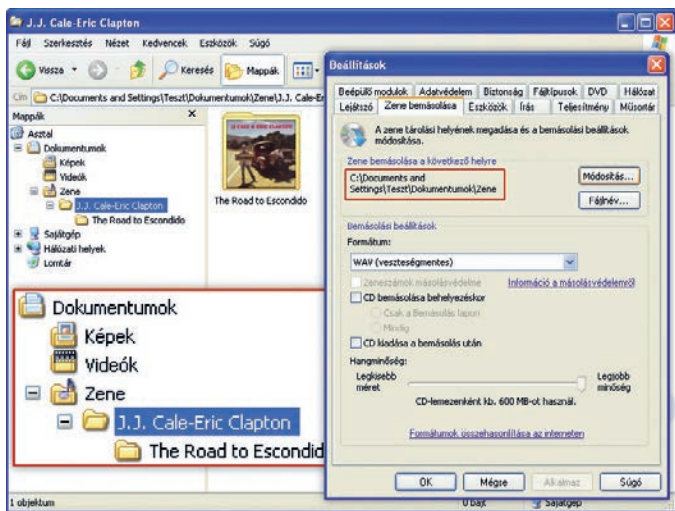 J.J. Cale-Eric Clapton
Fájl Szerkesztés Nézet Kedvencek Eszközök Súgó
Vissza Keresés Mappák
Cím C:\Documents and Settings\Teszt\Dokumentumok\Zene\J.J. Cale-Er
Mappák X
Asztal
Dokumentumok
Képek
Videók
Zene
J.J. Cale-Eric Clapton
The Road to Escondido
Sajátgép
Hálózati helyek
Lomtár
The Road to Escondido
Dokumentumok
Képek
Videók
Zene
J.J. Cale-Eric Clapton
The Road to Escondid
1 objektum
0 bájt Sajátgép
Beállítások
Beépülő modulok Adatvédelem Biztonság Fájltípusok DVD Hálózat
Lejátszó Zene bemásolása Eszközök Írás Teljesítmény Műsortár
A zene tárolási helyének megadása és a bemásolási beállítások
módosítása.
Zene bemásolása a következő helyre
C:\Documents and
Settings\Teszt\Dokumentumok\Zene
Módosítás...
Fájlnév...
Bemásolási beállítások
Formátum:
WAV (veszteségmentes)
Zeneszámok másolásvédelme Információ a másolásvédelemről
CD bemásolása behelyezéskor
Csak a Bemásolás lapon
Mindig
CD kiadása a bemásolás után
Hangminőség:
Legkisebb
méret
Legjobb
minőség
CD-lemezenként kb. 600 MB-ot használ.
Formátumok összehasonlítása az interneten
OK Mégse Alkalmaz Súgó